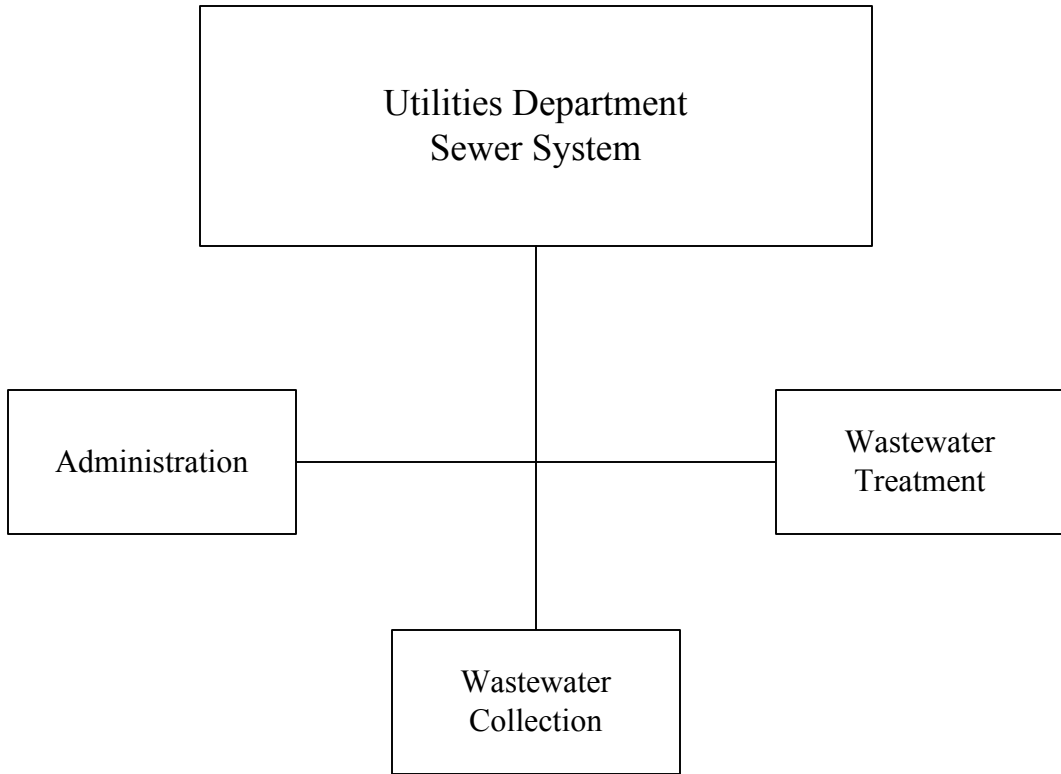 Utilities Department
Sewer System
Administration
Wastewater
Treatment
Wastewater
Collection